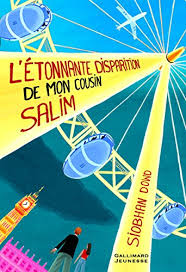 L'ÉTONNANTE DISPARITION
DE MON COUSIN
SALIM
SIOBHAN DOWD
GALLIMARD
JEUNESSE